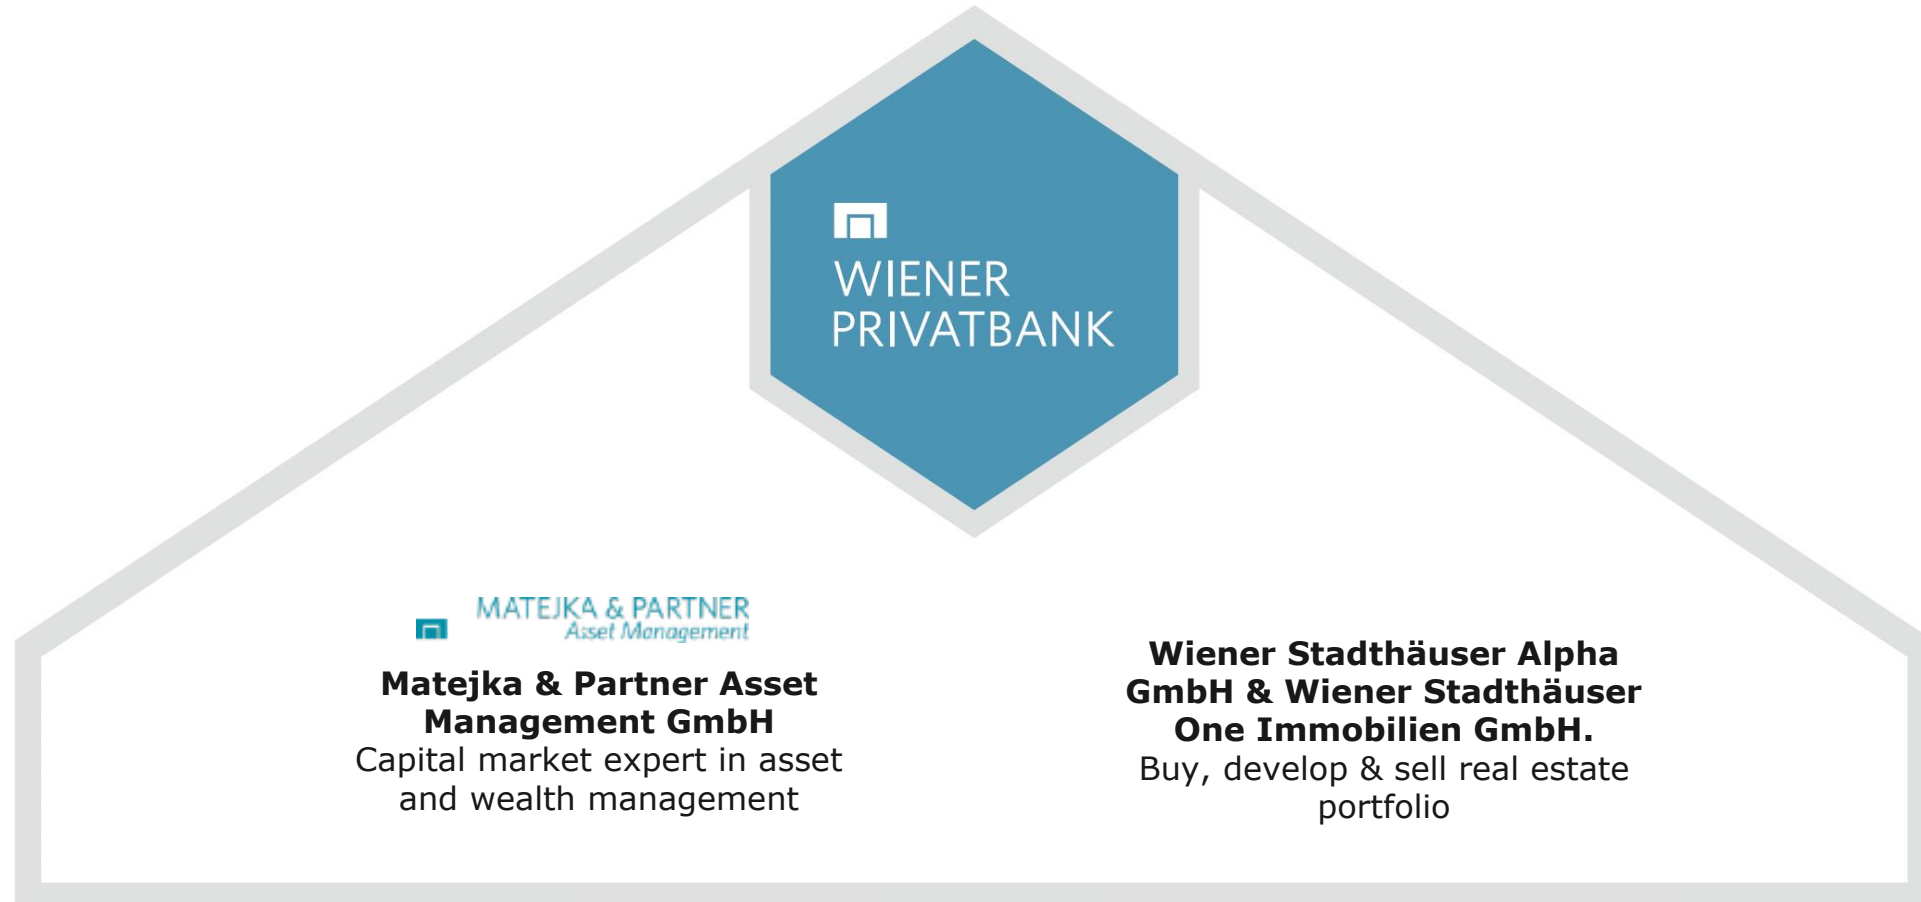 WIENER
PRIVATBANK
MATEJKA & PARTNER
Asset Management
Matejka & Partner Asset
Management GmbH
Capital market expert in asset
and wealth management
Wiener Stadthäuser Alpha
GmbH & Wiener Stadthäuser
One Immobilien GmbH.
Buy, develop & sell real estate
portfolio